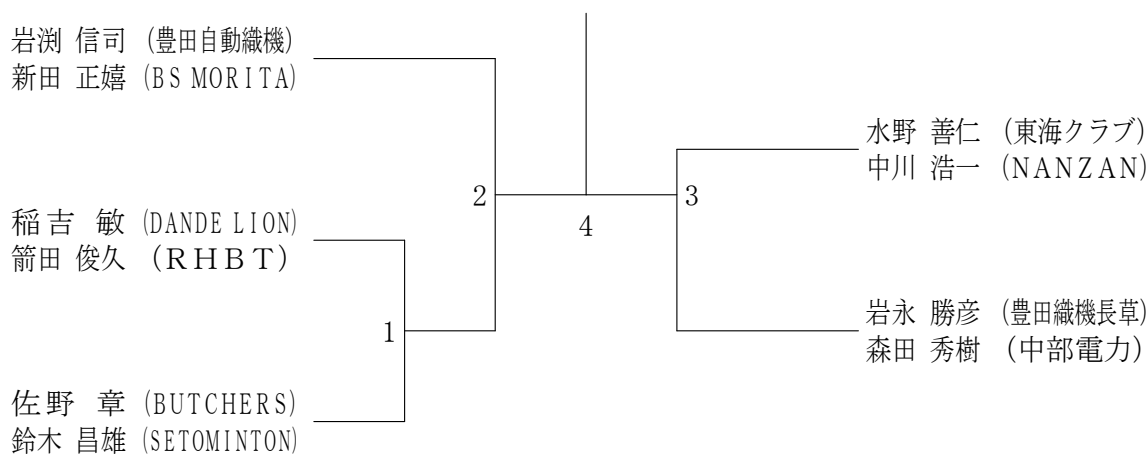 岩渕 信司 (豊田自動織機)
新田 正嬉 (BS MORITA)
稲吉 敏 (DANDE LION)
箭田 俊久 (RHBT)
佐野 章 (BUTCHERS)
鈴木 昌雄 (SETOMINTON)
1
2
4
3
水野 善仁 (東海クラブ)
中川 浩一 (NANZAN)
岩永 勝彦 (豊田織機長草)
森田 秀樹 (中部電力)